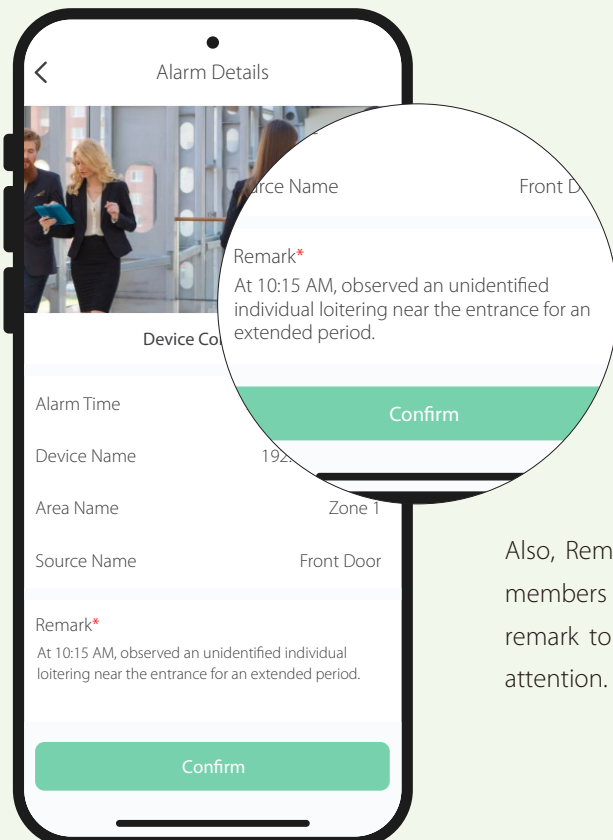 Alarm Details
Device
Alarm Time
Device Name 192.
Area Name Zone 1
Source Name Front Door
Remark*
At 10:15 AM, observed an unidentified individual
loitering near the entrance for an extended period.
Confirm
Name Front
Remark*
At 10:15 AM, observed an unidentified
individual loitering near the entrance for an
extended period.
Confirm
Also,
members
remark to
attention.